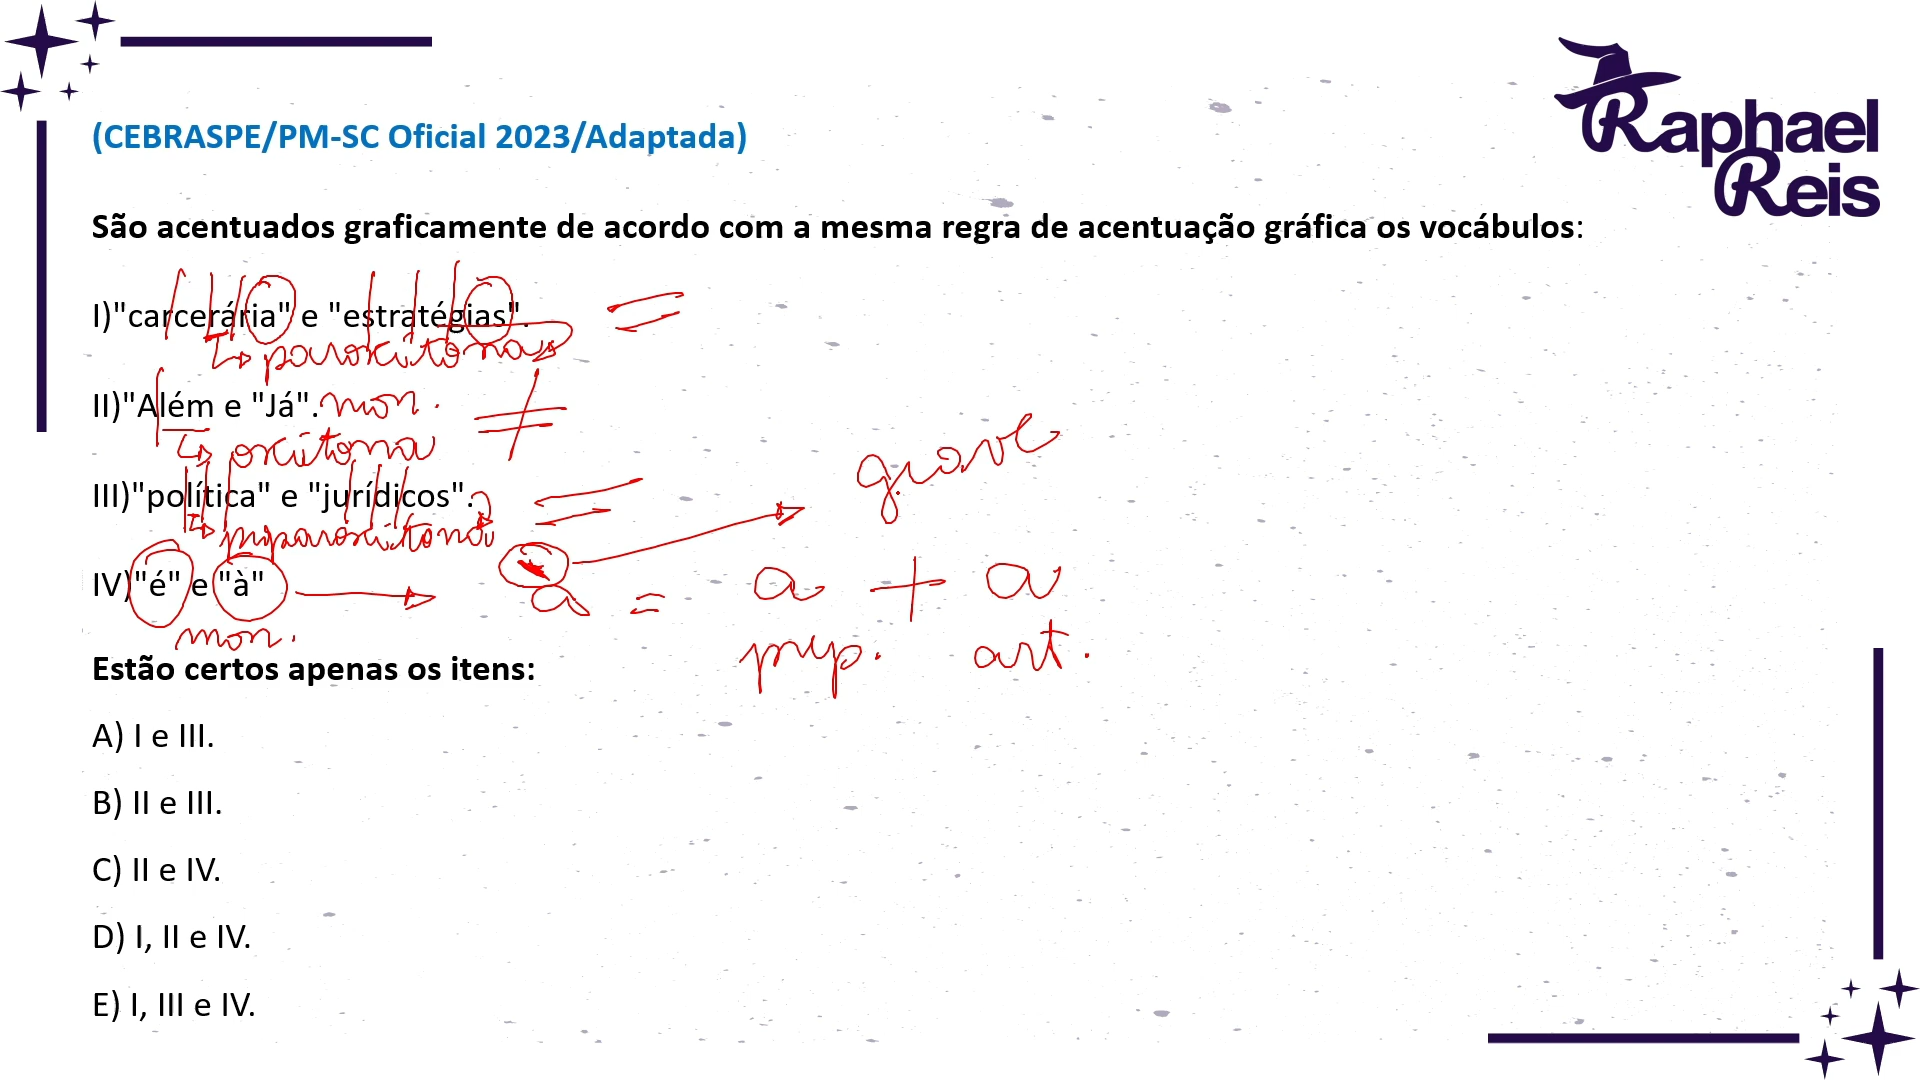 Raphael
Reis
(CEBRASPE/PM-SC Oficial 2023/Adaptada)
São acentuados graficamente de acordo com a mesma regra de acentuação gráfica os vocábulos:
I)"carcerária" e "estratégias". =
↳ paroxítonas
II)"Além e "Já". mon. ≠
↳ oxítona
grave
III)"política" e "jurídicos". =
↳ proparoxítona
IV)"é" e "à" → à = a + a
mon. prep. art.
Estão certos apenas os itens:
A) I e III.
B) II e III.
C) II e IV.
D) I, II e IV.
E) I, III e IV.